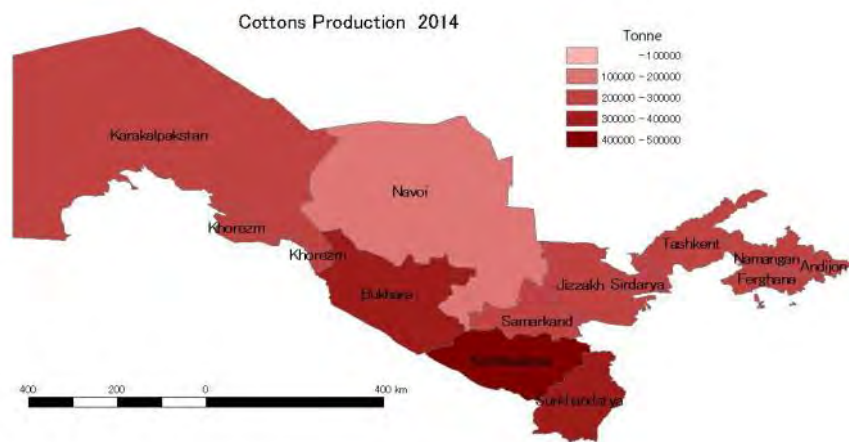 Cottons Production 2014
Tonne
-100000
100000 -200000
200000 -300000
300000 -400000
400000 -500000
Karakalpakstan
Navoi
Khorezm
Khorezm
Tashkent
Namangan
Andijon
Ferghana
Bukhara
Jizzakh
Sirdarya
Samarkand
Surkhandarya
400 200 0 400 km